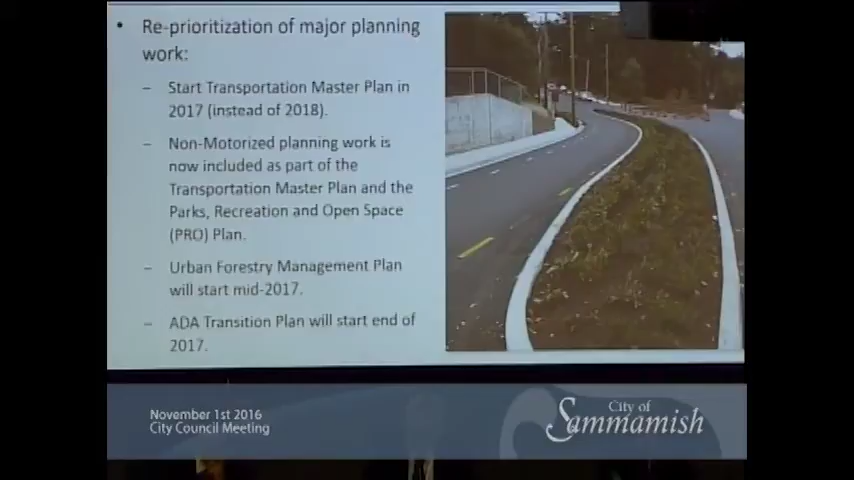 • Re-prioritization of major planning
work:
– Start Transportation Master Plan in
2017 (instead of 2018).
– Non-Motorized planning work is
now included as part of the
Transportation Master Plan and the
Parks, Recreation and Open Space
(PRO) Plan.
– Urban Forestry Management Plan
will start mid-2017.
– ADA Transition Plan will start end of
2017.
November 1st 2016
City Council Meeting
City of
Sammamish